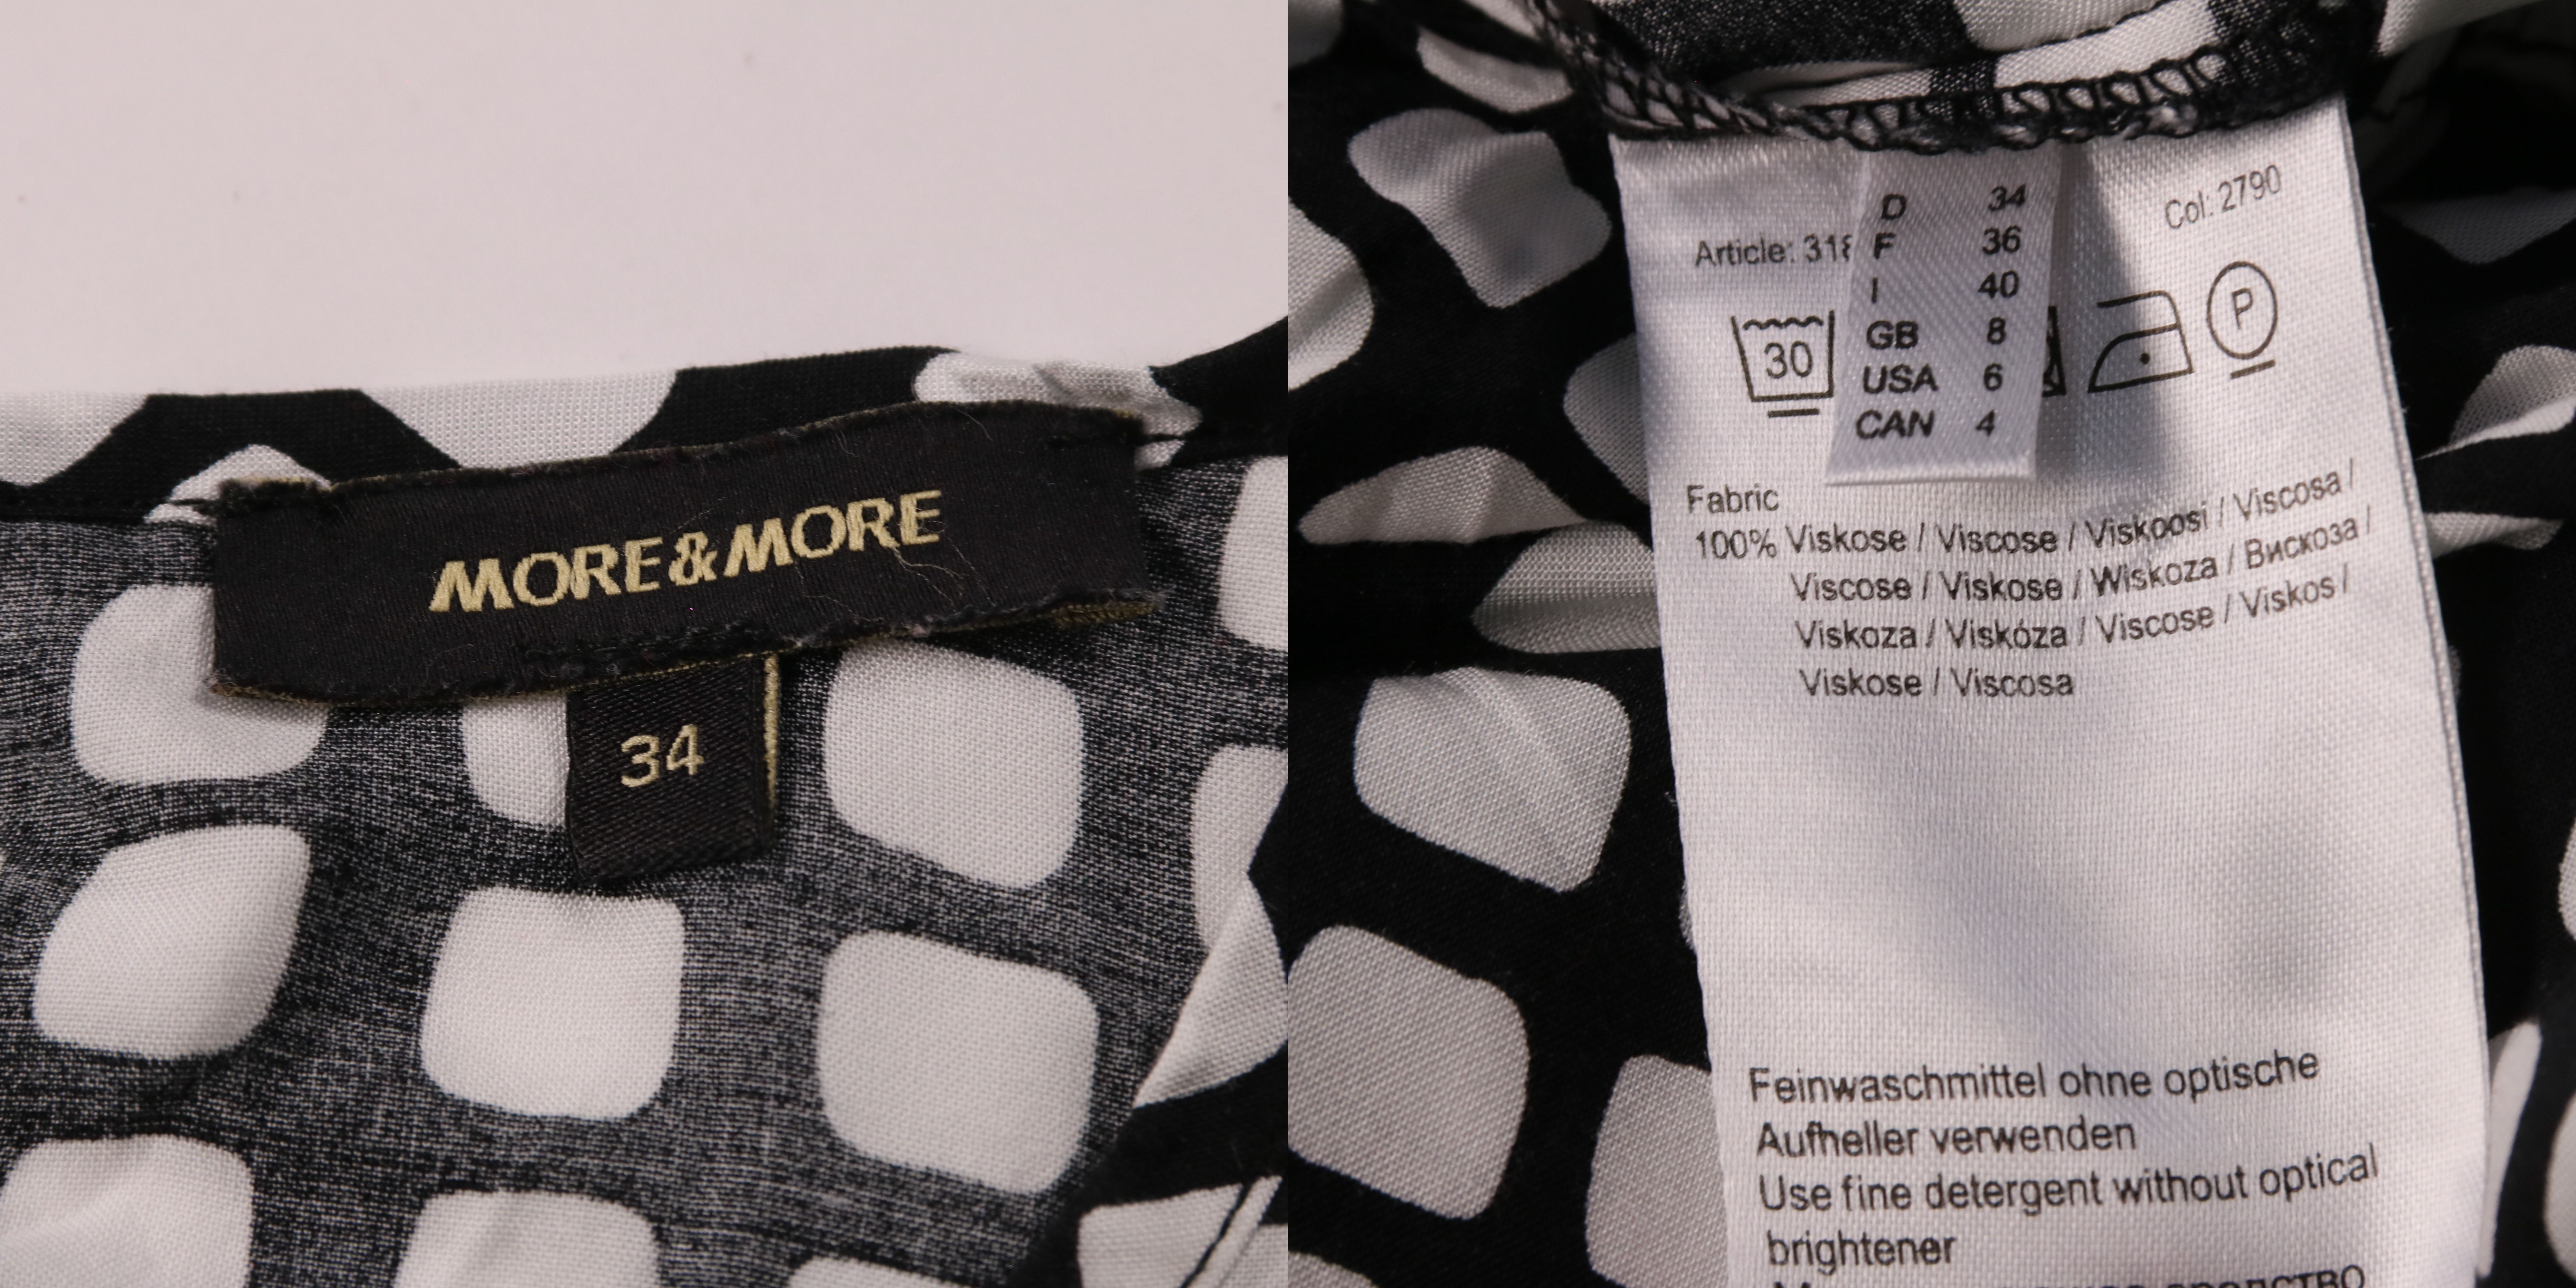 MORE&MORE
34
D 34
F 36
I 40
GB 8
USA 6
CAN 4
Article:
Col: 2790
30
P
Fabric
100% Viskose / Viscose / Viskoosi / Viscosa /
Viscose / Viskose / Wiskoza / Вискоза /
Viskoza / Viskóza / Viscose / Viskos /
Viskose / Viscosa
Feinwaschmittel ohne optische
Aufheller verwenden
Use fine detergent without optical
brightener